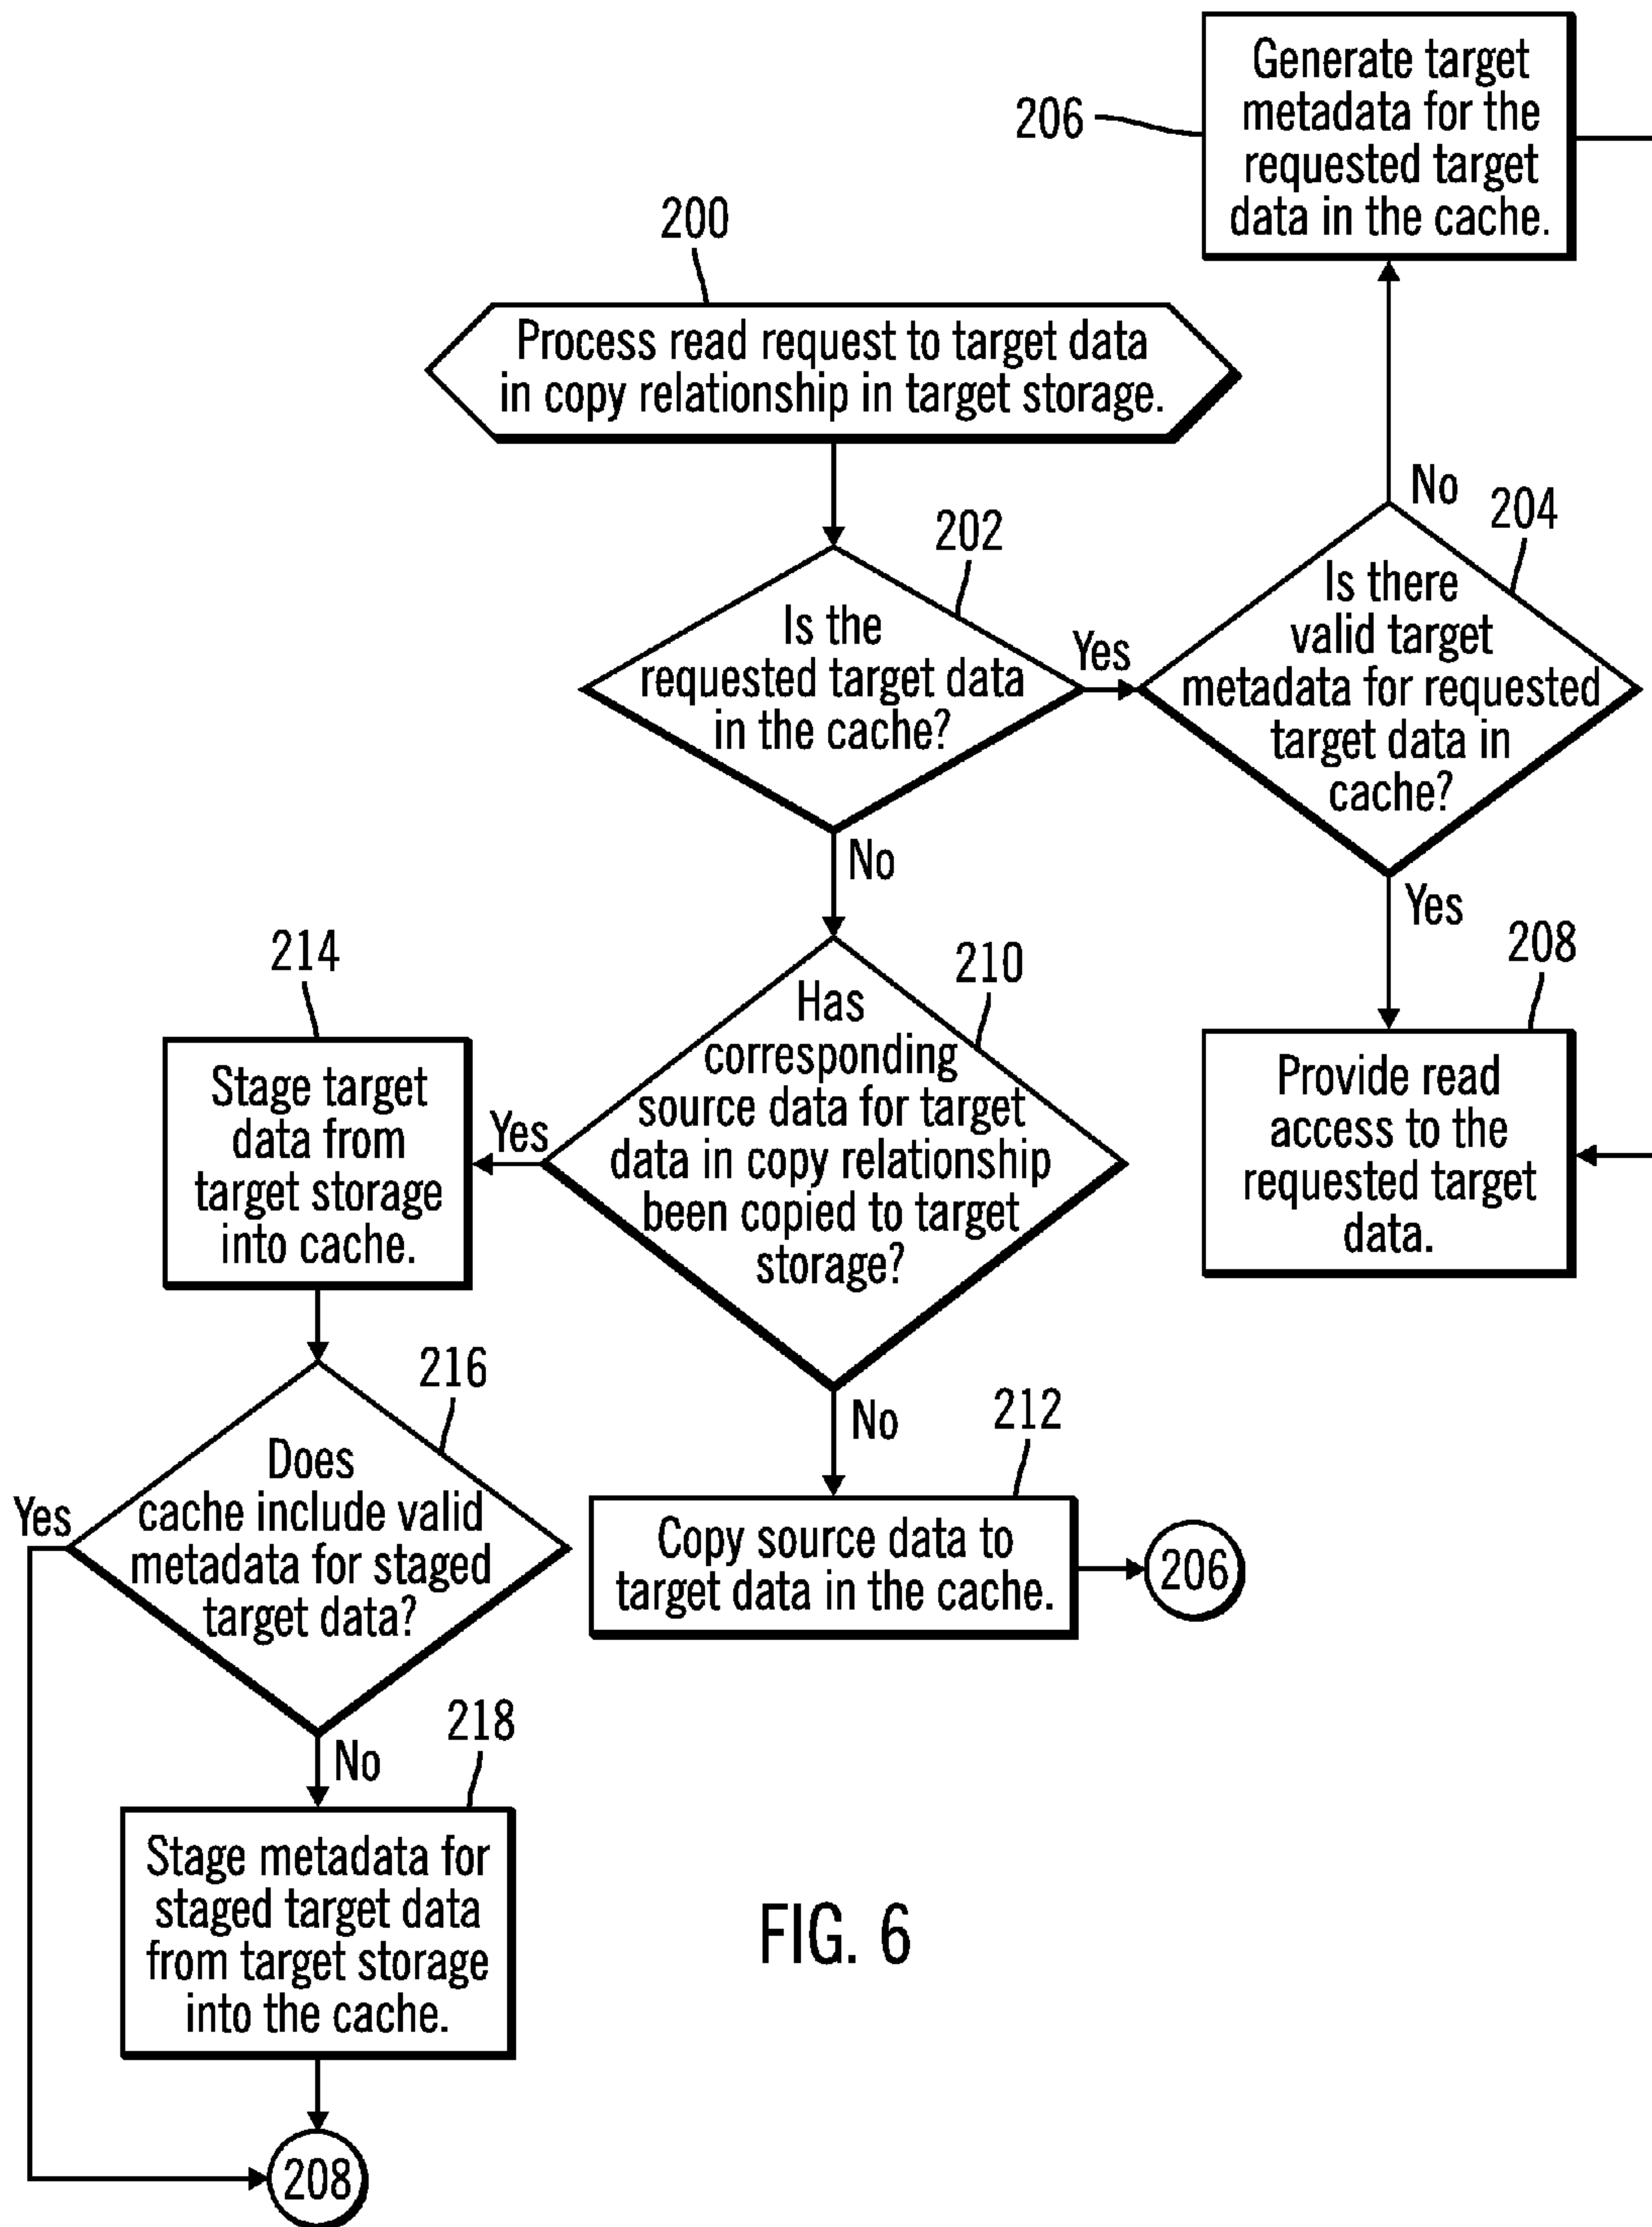 Generate target
metadata for the
requested target
data in the cache.
206
200
Process read request to target data
in copy relationship in target storage.
202
Is the
requested target data
in the cache?
Yes
No
204
Is there
valid target
metadata for requested
target data in
cache?
No
Yes
208
Provide read
access to the
requested target
data.
210
Has
corresponding
source data for target
data in copy relationship
been copied to target
storage?
Yes
No
214
Stage target
data from
target storage
into cache.
212
Copy source data to
target data in the cache.
206
216
Does
cache include valid
metadata for staged
target data?
Yes
No
218
Stage metadata for
staged target data
from target storage
into the cache.
208
FIG. 6